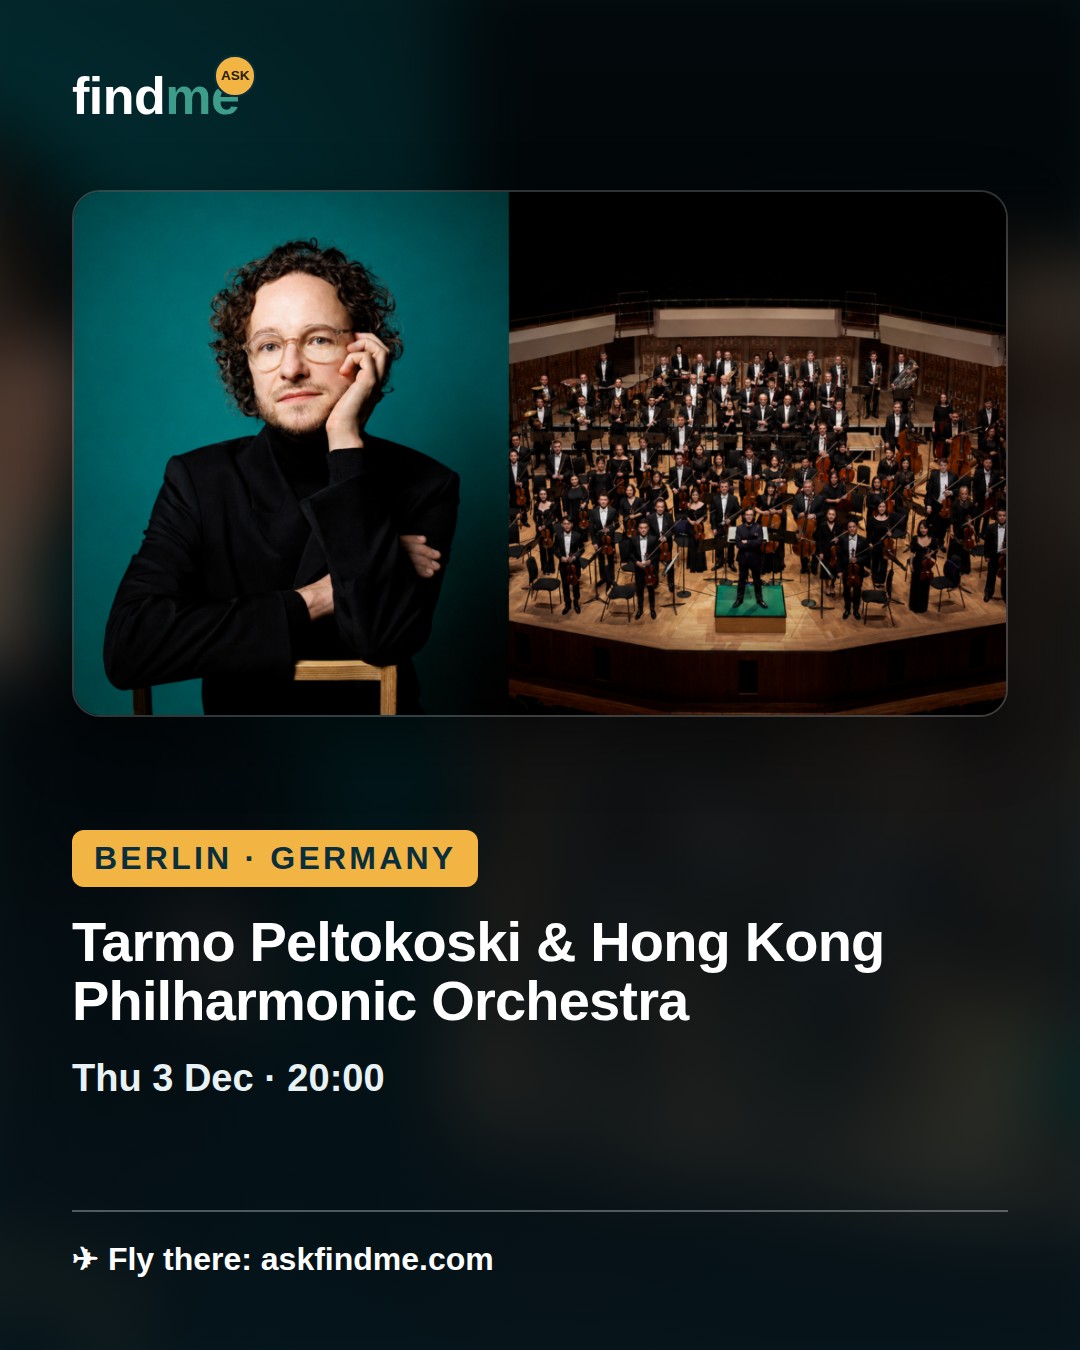 findme
ASK
BERLIN · GERMANY
Tarmo Peltokoski & Hong Kong
Philharmonic Orchestra
Thu 3 Dec · 20:00
✈ Fly there: askfindme.com